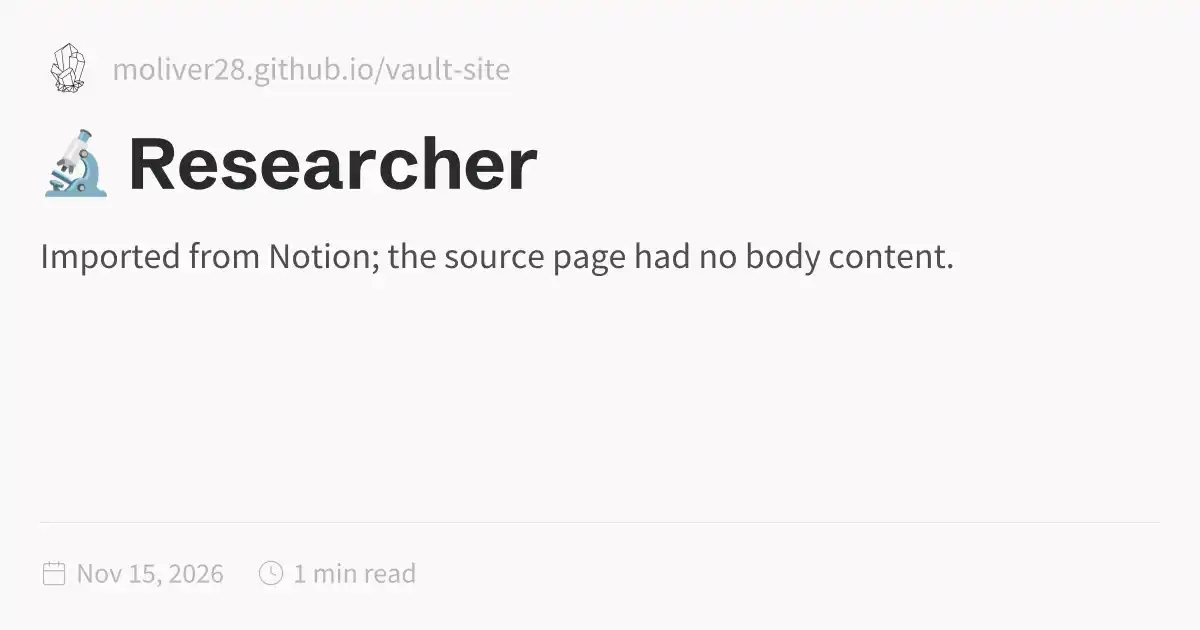 moliver28.github.io/vault-site
🔬 Researcher
Imported from Notion; the source page had no body content.
Nov 15, 2026 1 min read